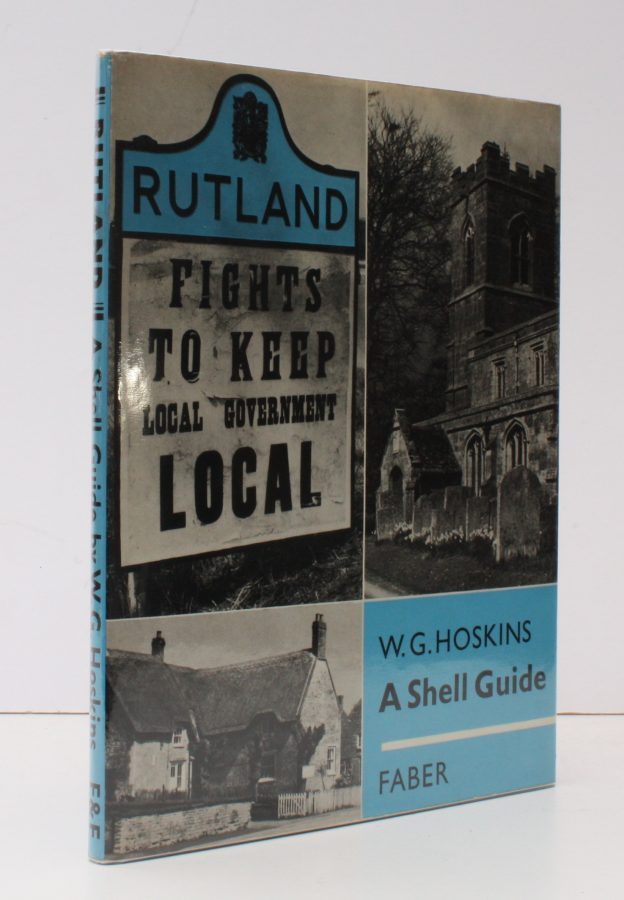 RUTLAND
FIGHTS
TO KEEP
LOCAL GOVERNMENT
LOCAL
W.G.HOSKINS
A Shell Guide
FABER
RUTLAND A Shell Guide by W.G. Hoskins F&F